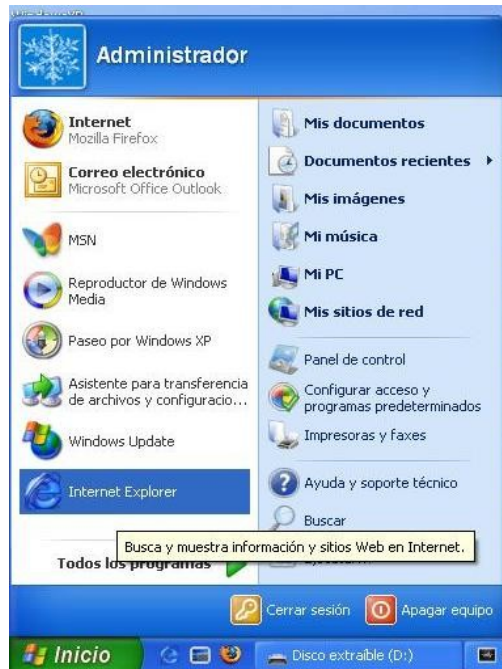 Administrador
Internet
Mozilla Firefox
Correo electrónico
Microsoft Office Outlook
MSN
Reproductor de Windows
Media
Paseo por Windows XP
Asistente para transferencia
de archivos y configuracio...
Windows Update
Internet Explorer
Todos los programas
Mis documentos
Documentos recientes
Mis imágenes
Mi música
Mi PC
Mis sitios de red
Panel de control
Configurar acceso y
programas predeterminados
Impresoras y faxes
Ayuda y soporte técnico
Buscar
Busca y muestra información y sitios Web en Internet.
Cerrar sesión
Apagar equipo
Inicio
Disco extraíble (D:)